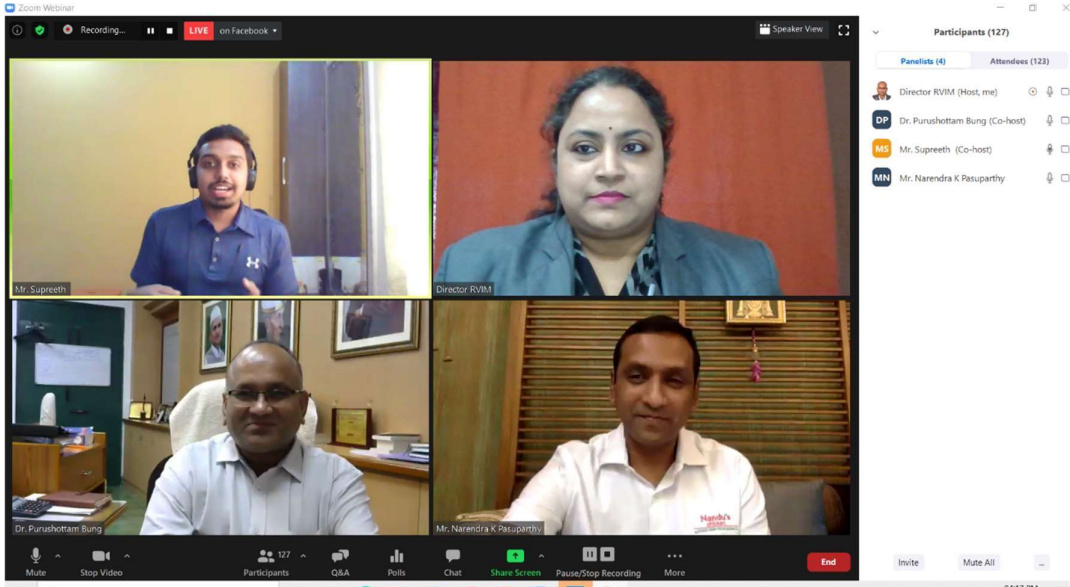 Zoom Webinar
Recording...
LIVE on Facebook
Speaker View
Participants (127)
Panelists (4) Attendees (123)
Director RVIM (Host, me)
DP Dr. Purushottam Bung (Co-host)
MS Mr. Supreeth (Co-host)
MN Mr. Narendra K Pasuparthy
Mr. Supreeth
Director RVIM
Dr. Purushottam Bung
Mr. Narendra K Pasuparthy
Nandu's
Mute
Stop Video
127
Participants
Q&A
Polls
Chat
Share Screen
Pause/Stop Recording
More
End
Invite
Mute All
...